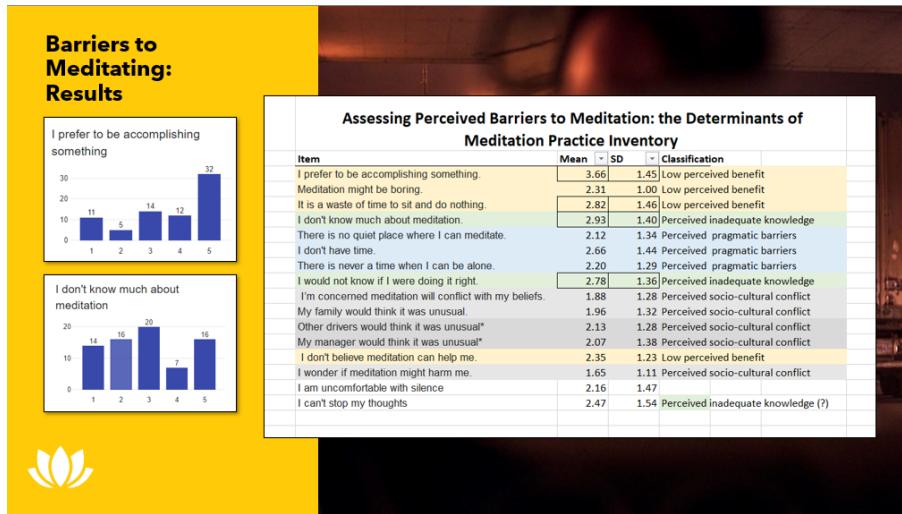 Barriers to
Meditating:
Results
I prefer to be accomplishing
something
30
20
10
0
11
5
14
12
32
1 2 3 4 5
I don't know much about
meditation
20
10
0
14
16
20
7
16
1 2 3 4 5
Assessing Perceived Barriers to Meditation: the Determinants of
Meditation Practice Inventory
Item Mean SD Classification
I prefer to be accomplishing something. 3.66 1.45 Low perceived benefit
Meditation might be boring. 2.31 1.00 Low perceived benefit
It is a waste of time to sit and do nothing. 2.82 1.46 Low perceived benefit
I don't know much about meditation. 2.93 1.40 Perceived inadequate knowledge
There is no quiet place where I can meditate. 2.12 1.34 Perceived pragmatic barriers
I don't have time. 2.66 1.44 Perceived pragmatic barriers
There is never a time when I can be alone. 2.20 1.29 Perceived pragmatic barriers
I would not know if I were doing it right. 2.78 1.36 Perceived inadequate knowledge
I'm concerned meditation will conflict with my beliefs. 1.88 1.28 Perceived socio-cultural conflict
My family would think it was unusual. 1.96 1.32 Perceived socio-cultural conflict
Other drivers would think it was unusual* 2.13 1.28 Perceived socio-cultural conflict
My manager would think it was unusual* 2.07 1.38 Perceived socio-cultural conflict
I don't believe meditation can help me. 2.35 1.23 Low perceived benefit
I wonder if meditation might harm me. 1.65 1.11 Perceived socio-cultural conflict
I am uncomfortable with silence 2.16 1.47
I can't stop my thoughts 2.47 1.54 Perceived inadequate knowledge (?)